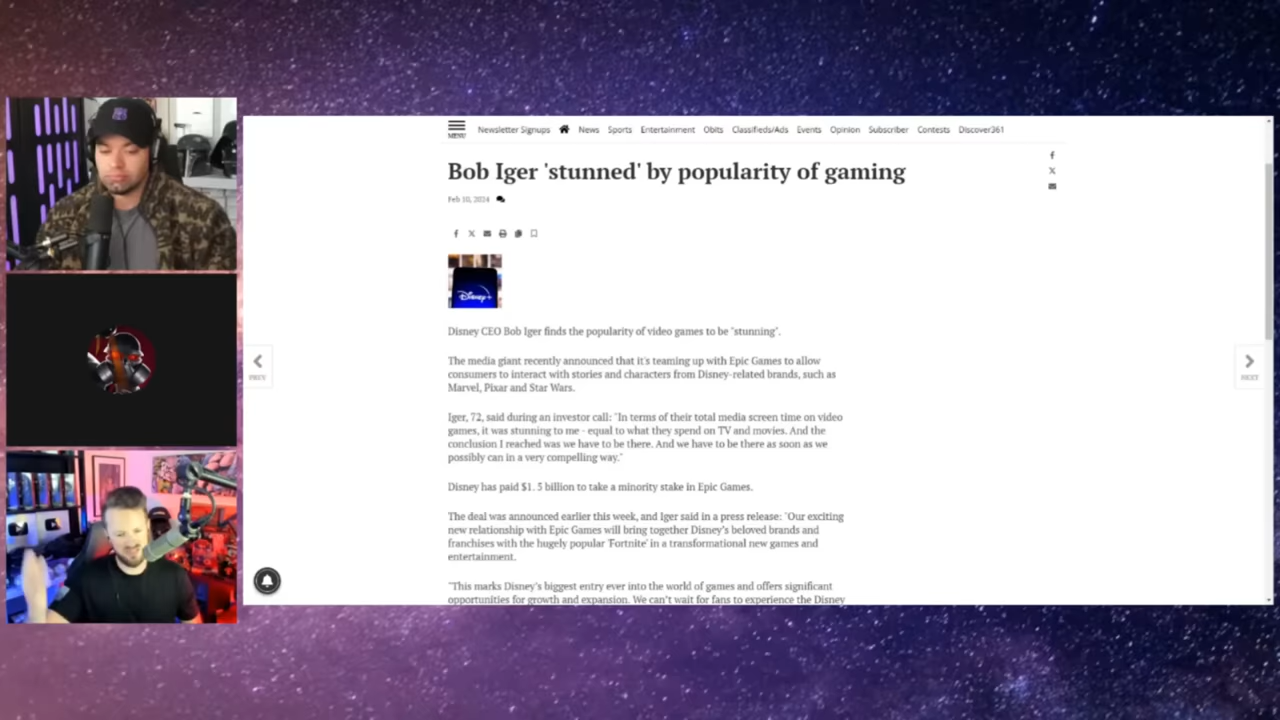 MENU Newsletter Signups News Sports Entertainment Obits Classifieds/Ads Events Opinion Subscriber Contests Discover361
Bob Iger 'stunned' by popularity of gaming
Feb 10, 2024
Disney+
Disney CEO Bob Iger finds the popularity of video games to be "stunning".
The media giant recently announced that it's teaming up with Epic Games to allow
consumers to interact with stories and characters from Disney-related brands, such as
Marvel, Pixar and Star Wars.
Iger, 72, said during an investor call: "In terms of their total media screen time on video
games, it was stunning to me - equal to what they spend on TV and movies. And the
conclusion I reached was we have to be there. And we have to be there as soon as we
possibly can in a very compelling way."
Disney has paid $1. 5 billion to take a minority stake in Epic Games.
The deal was announced earlier this week, and Iger said in a press release: "Our exciting
new relationship with Epic Games will bring together Disney's beloved brands and
franchises with the hugely popular 'Fortnite' in a transformational new games and
entertainment.
"This marks Disney's biggest entry ever into the world of games and offers significant
opportunities for growth and expansion. We can't wait for fans to experience the Disney
PREV
NEXT